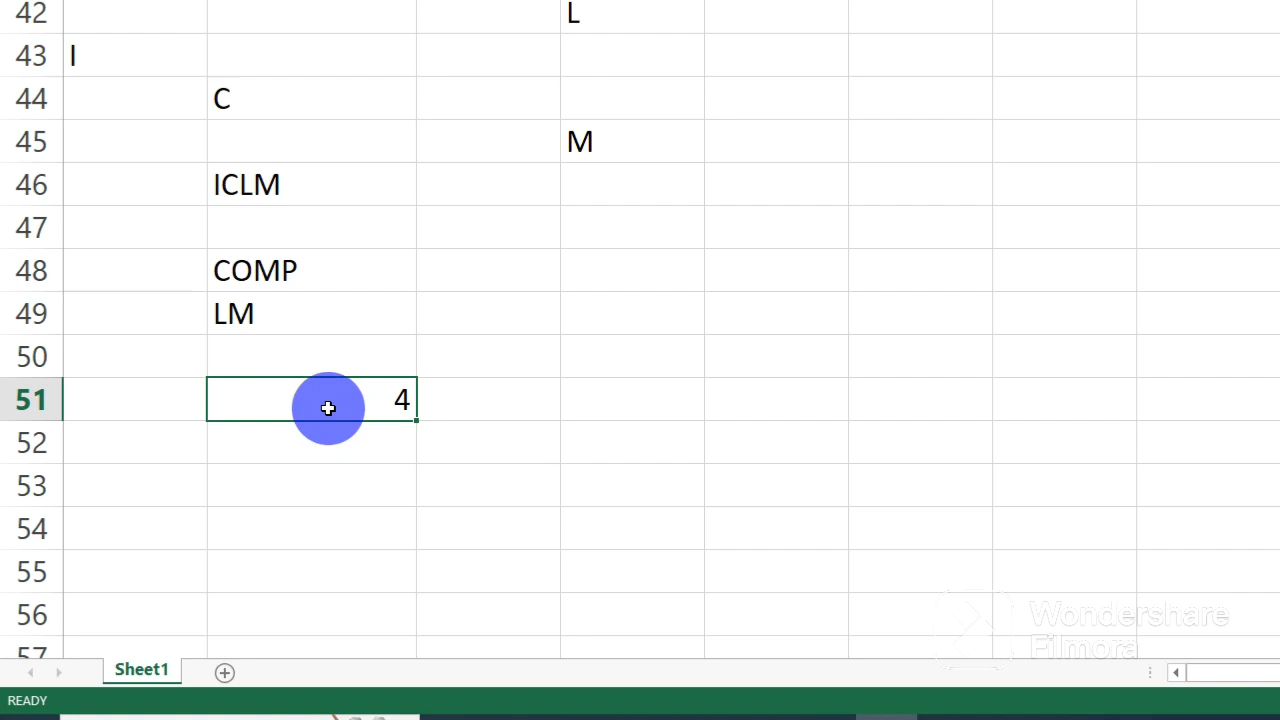 42 L
43 I
44 C
45 M
46 ICLM
47
48 COMP
49 LM
50
51 4
52
53
54
55
56
57
Wondershare
Filmora
Sheet1
READY